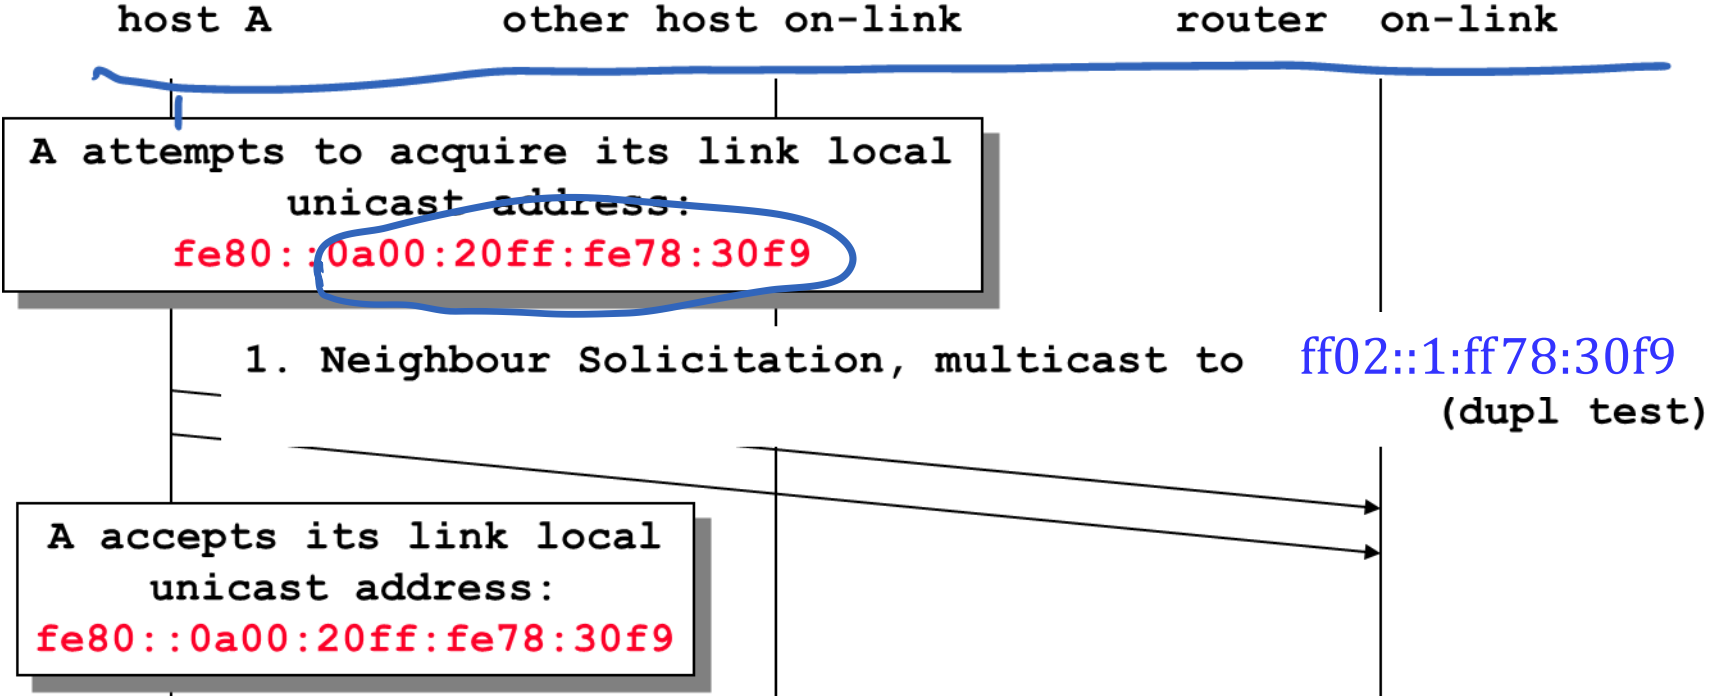 host A other host on-link router on-link
A attempts to acquire its link local
unicast address:
fe80::0a00:20ff:fe78:30f9
1. Neighbour Solicitation, multicast to ff02::1:ff78:30f9
(dupl test)
A accepts its link local
unicast address:
fe80::0a00:20ff:fe78:30f9